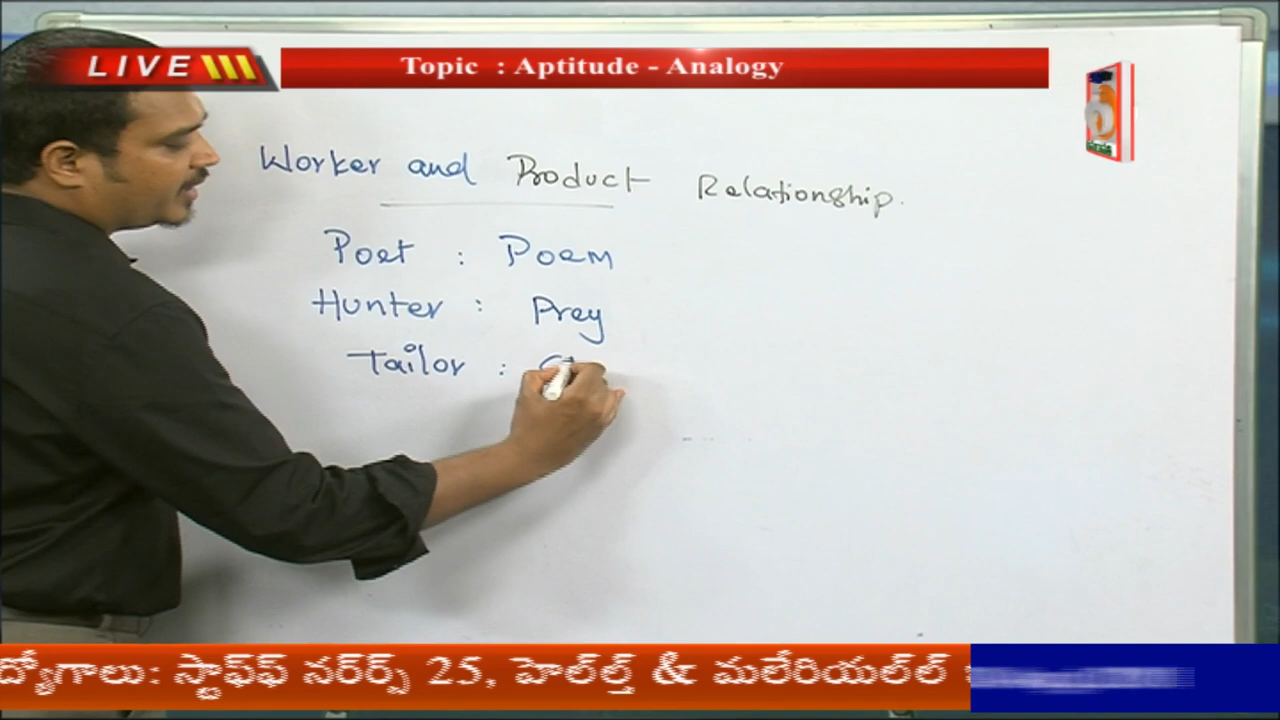 LIVE
Topic : Aptitude - Analogy
Worker and Product Relationship.
Poet : Poem
Hunter : Prey
Tailor : C
ద్యోగాలు: స్టాఫ్ఫ్ నర్ర్స్ 25, హెల్ల్త్ & మలేరియల్ల్